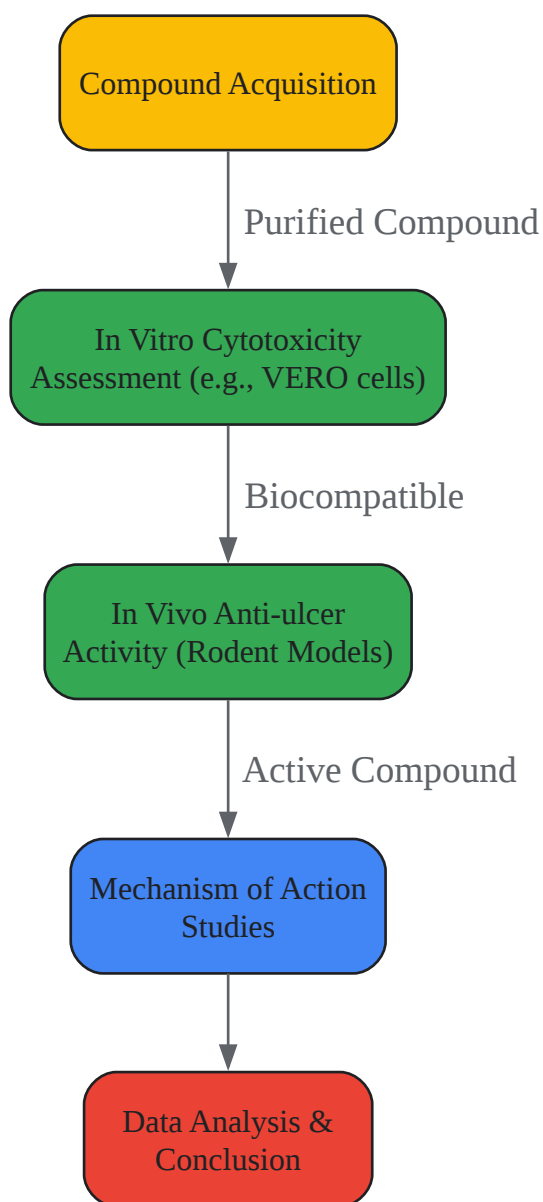 Compound Acquisition
Purified Compound
In Vitro Cytotoxicity
Assessment (e.g., VERO cells)
Biocompatible
In Vivo Anti-ulcer
Activity (Rodent Models)
Active Compound
Mechanism of Action
Studies
Data Analysis &
Conclusion